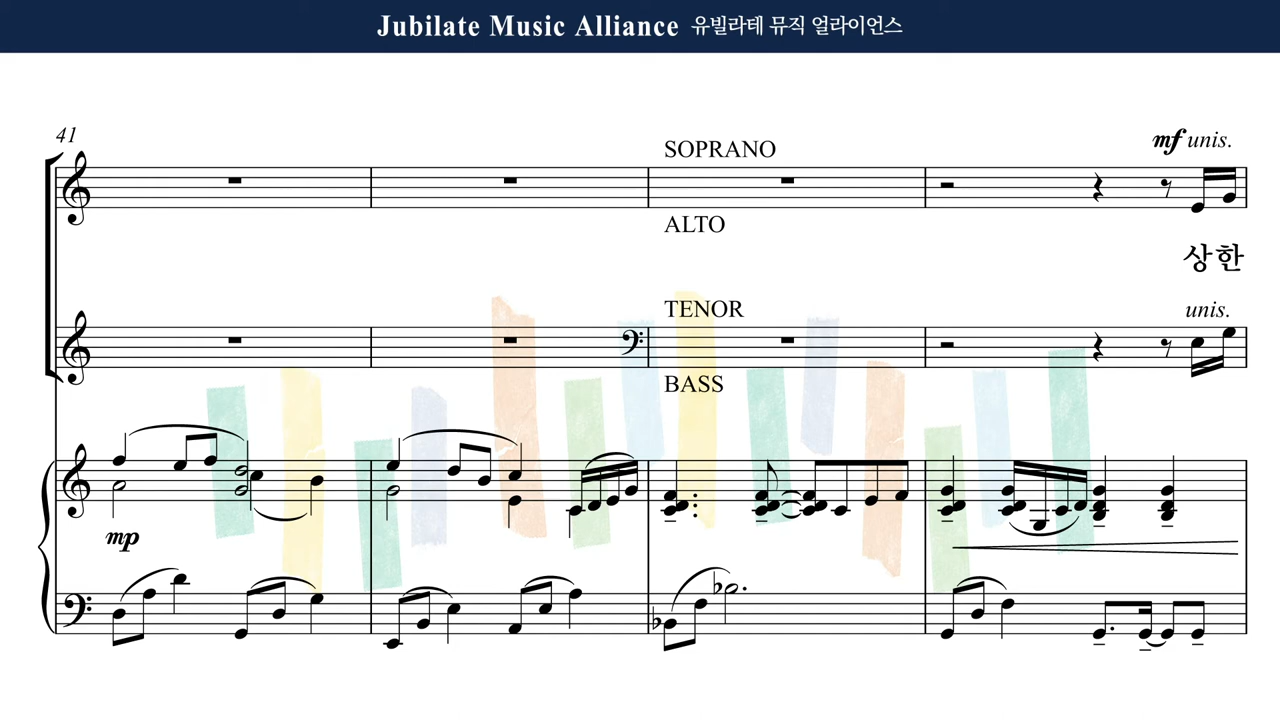 Jubilate Music Alliance 유빌라테 뮤직 얼라이언스
41
SOPRANO
mf unis.
ALTO
상한
TENOR
unis.
BASS
mp